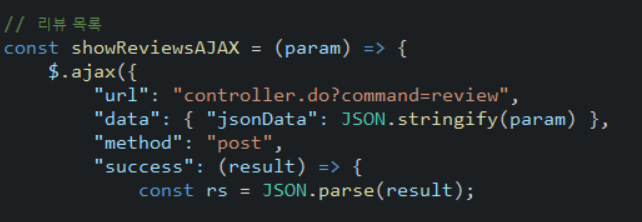 // 리뷰 목록
const showReviewsAJAX = (param) => {
    $.ajax({
        "url": "controller.do?command=review",
        "data": { "jsonData": JSON.stringify(param) },
        "method": "post",
        "success": (result) => {
            const rs = JSON.parse(result);